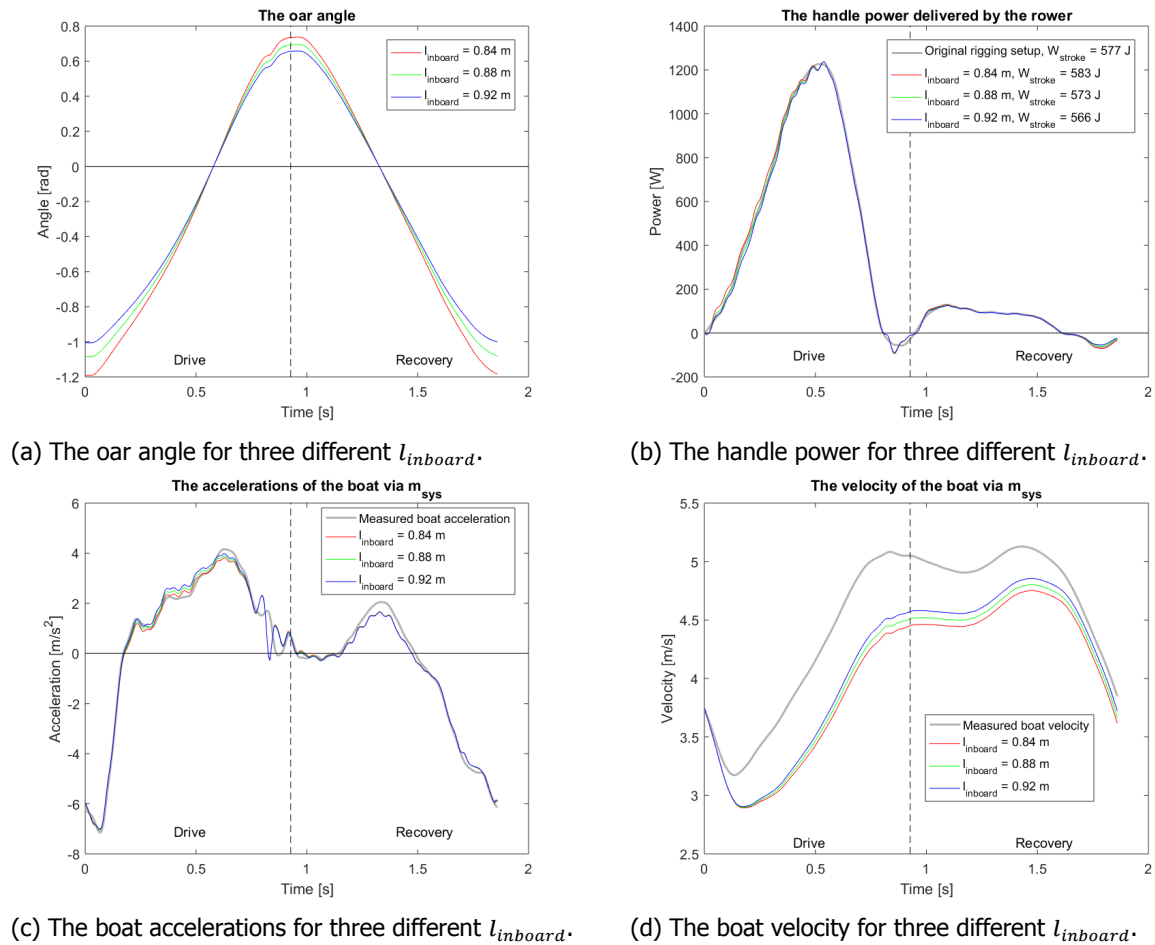 The oar angle
0.8
0.6
0.4
0.2
0
-0.2
-0.4
-0.6
-0.8
-1
-1.2
Angle [rad]
l_inboard = 0.84 m
l_inboard = 0.88 m
l_inboard = 0.92 m
Drive
Recovery
0
0.5
1
1.5
2
Time [s]
(a) The oar angle for three different l_inboard.
The handle power delivered by the rower
1400
1200
1000
800
600
400
200
0
-200
Power [W]
Original rigging setup, W_stroke = 577 J
l_inboard = 0.84 m, W_stroke = 583 J
l_inboard = 0.88 m, W_stroke = 573 J
l_inboard = 0.92 m, W_stroke = 566 J
Drive
Recovery
0
0.5
1
1.5
2
Time [s]
(b) The handle power for three different l_inboard.
The accelerations of the boat via m_sys
6
4
2
0
-2
-4
-6
-8
Acceleration [m/s²]
Measured boat acceleration
l_inboard = 0.84 m
l_inboard = 0.88 m
l_inboard = 0.92 m
Drive
Recovery
0
0.5
1
1.5
2
Time [s]
(c) The boat accelerations for three different l_inboard.
The velocity of the boat via m_sys
5.5
5
4.5
4
3.5
3
2.5
Velocity [m/s]
Measured boat velocity
l_inboard = 0.84 m
l_inboard = 0.88 m
l_inboard = 0.92 m
Drive
Recovery
0
0.5
1
1.5
2
Time [s]
(d) The boat velocity for three different l_inboard.